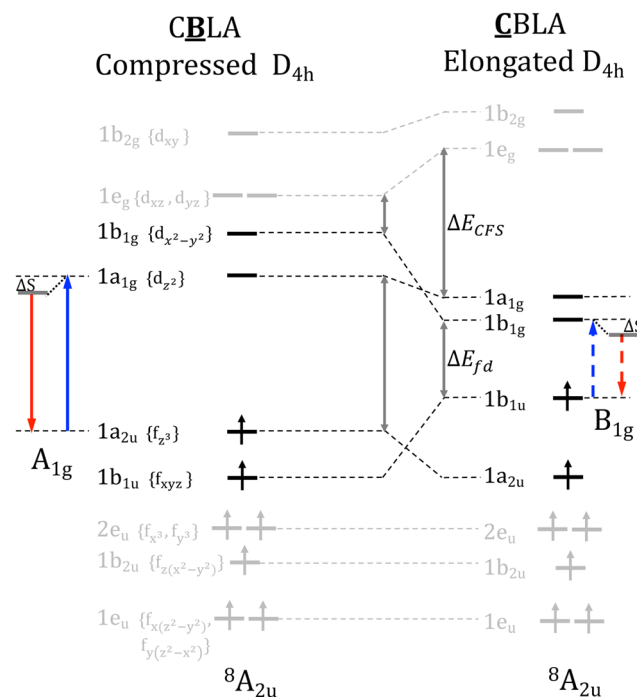 CBLA CBLA
Compressed D4h Elongated D4h
1b2g {dxy} 1b2g
1eg {dxz, dyz} 1eg
1b1g {dx²−y²} ΔECFS
ΔS 1a1g {dz²} 1a1g
1b1g ΔS
ΔEfd
1b1u
A1g 1a2u {fz³} B1g
1b1u {fxyz} 1a2u
2eu {fx³, fy³} 2eu
1b2u {fz(x²−y²)} 1b2u
1eu {fx(z²−y²), 1eu
fy(z²−x²)}
⁸A2u ⁸A2u